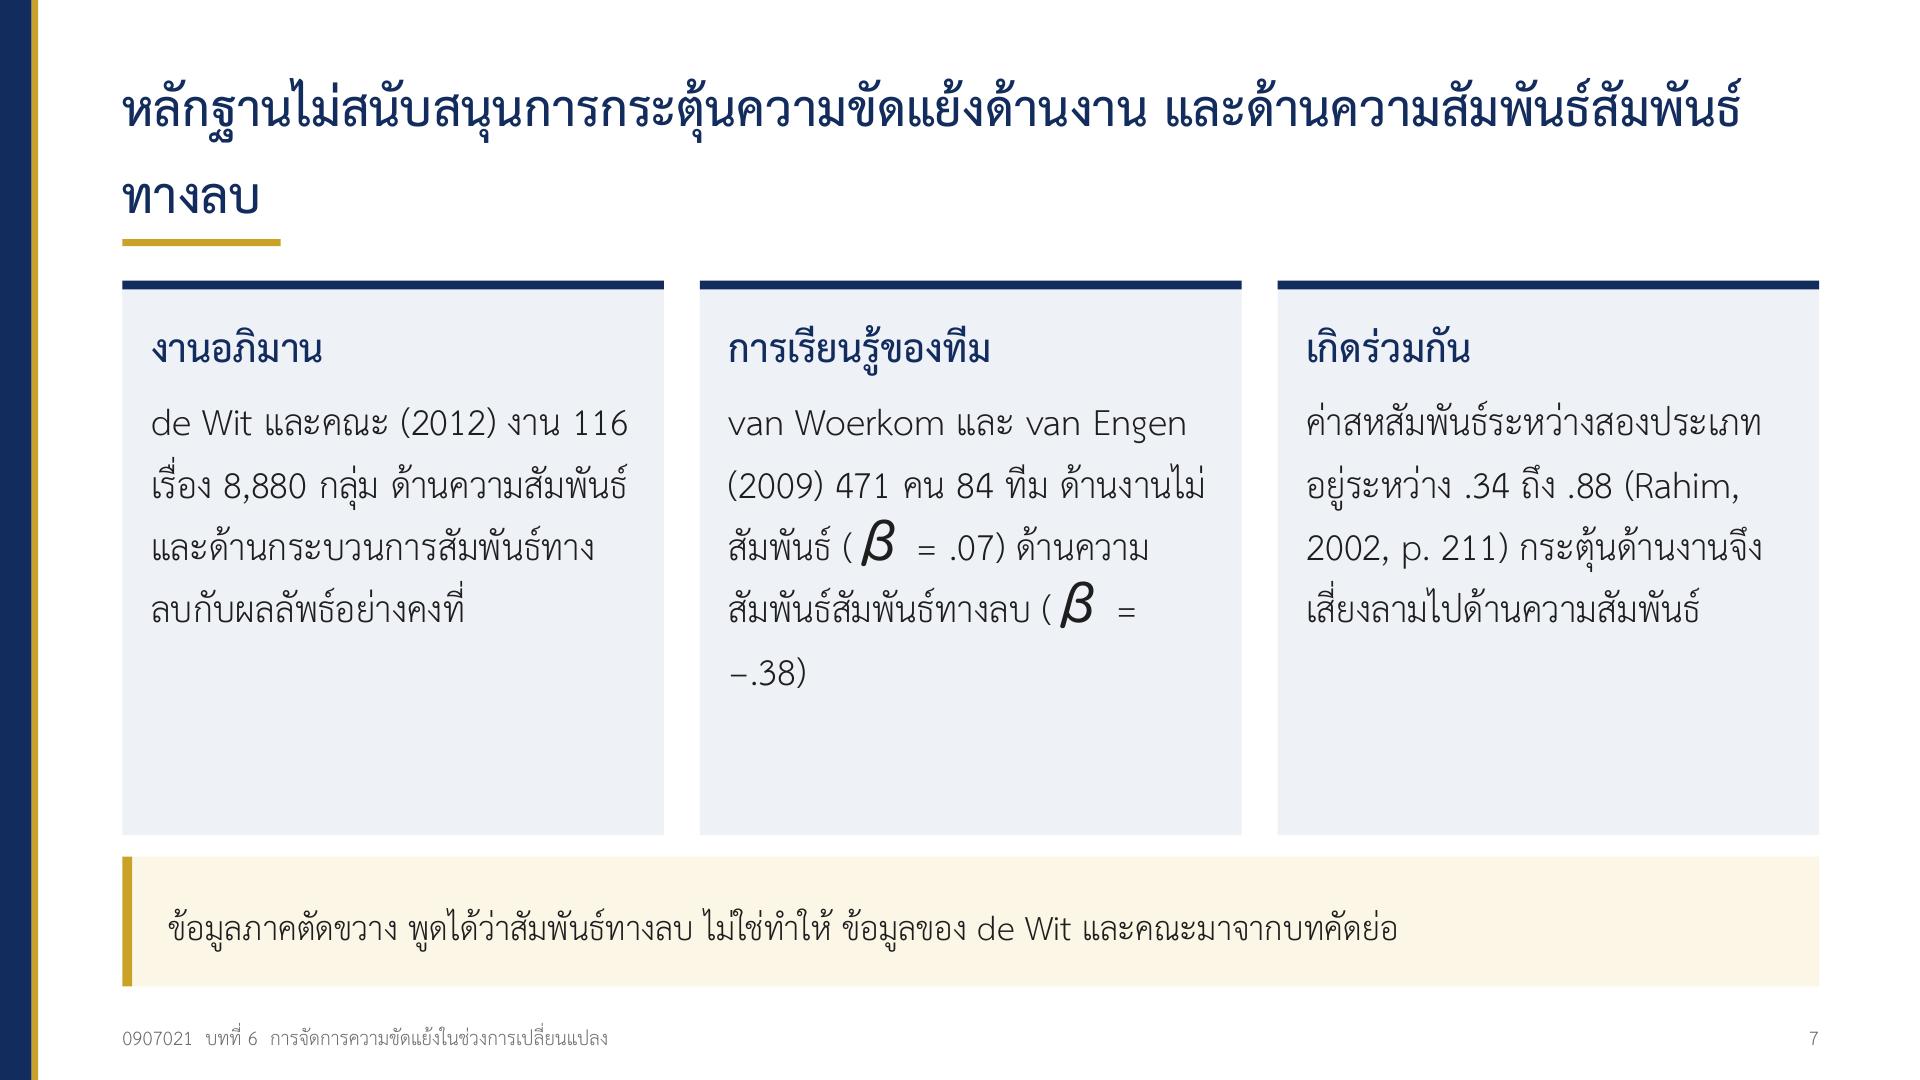 หลักฐานไม่สนับสนุนการกระตุ้นความขัดแย้งด้านงาน และด้านความสัมพันธ์สัมพันธ์
ทางลบ
งานอภิมาน
de Wit และคณะ (2012) งาน 116
เรื่อง 8,880 กลุ่ม ด้านความสัมพันธ์
และด้านกระบวนการสัมพันธ์ทาง
ลบกับผลลัพธ์อย่างคงที่
การเรียนรู้ของทีม
van Woerkom และ van Engen
(2009) 471 คน 84 ทีม ด้านงานไม่
สัมพันธ์ (β = .07) ด้านความ
สัมพันธ์สัมพันธ์ทางลบ (β =
−.38)
เกิดร่วมกัน
ค่าสหสัมพันธ์ระหว่างสองประเภท
อยู่ระหว่าง .34 ถึง .88 (Rahim,
2002, p. 211) กระตุ้นด้านงานจึง
เสี่ยงลามไปด้านความสัมพันธ์
ข้อมูลภาคตัดขวาง พูดได้ว่าสัมพันธ์ทางลบ ไม่ใช่ทำให้ ข้อมูลของ de Wit และคณะมาจากบทคัดย่อ
0907021 บทที่ 6 การจัดการความขัดแย้งในช่วงการเปลี่ยนแปลง
7